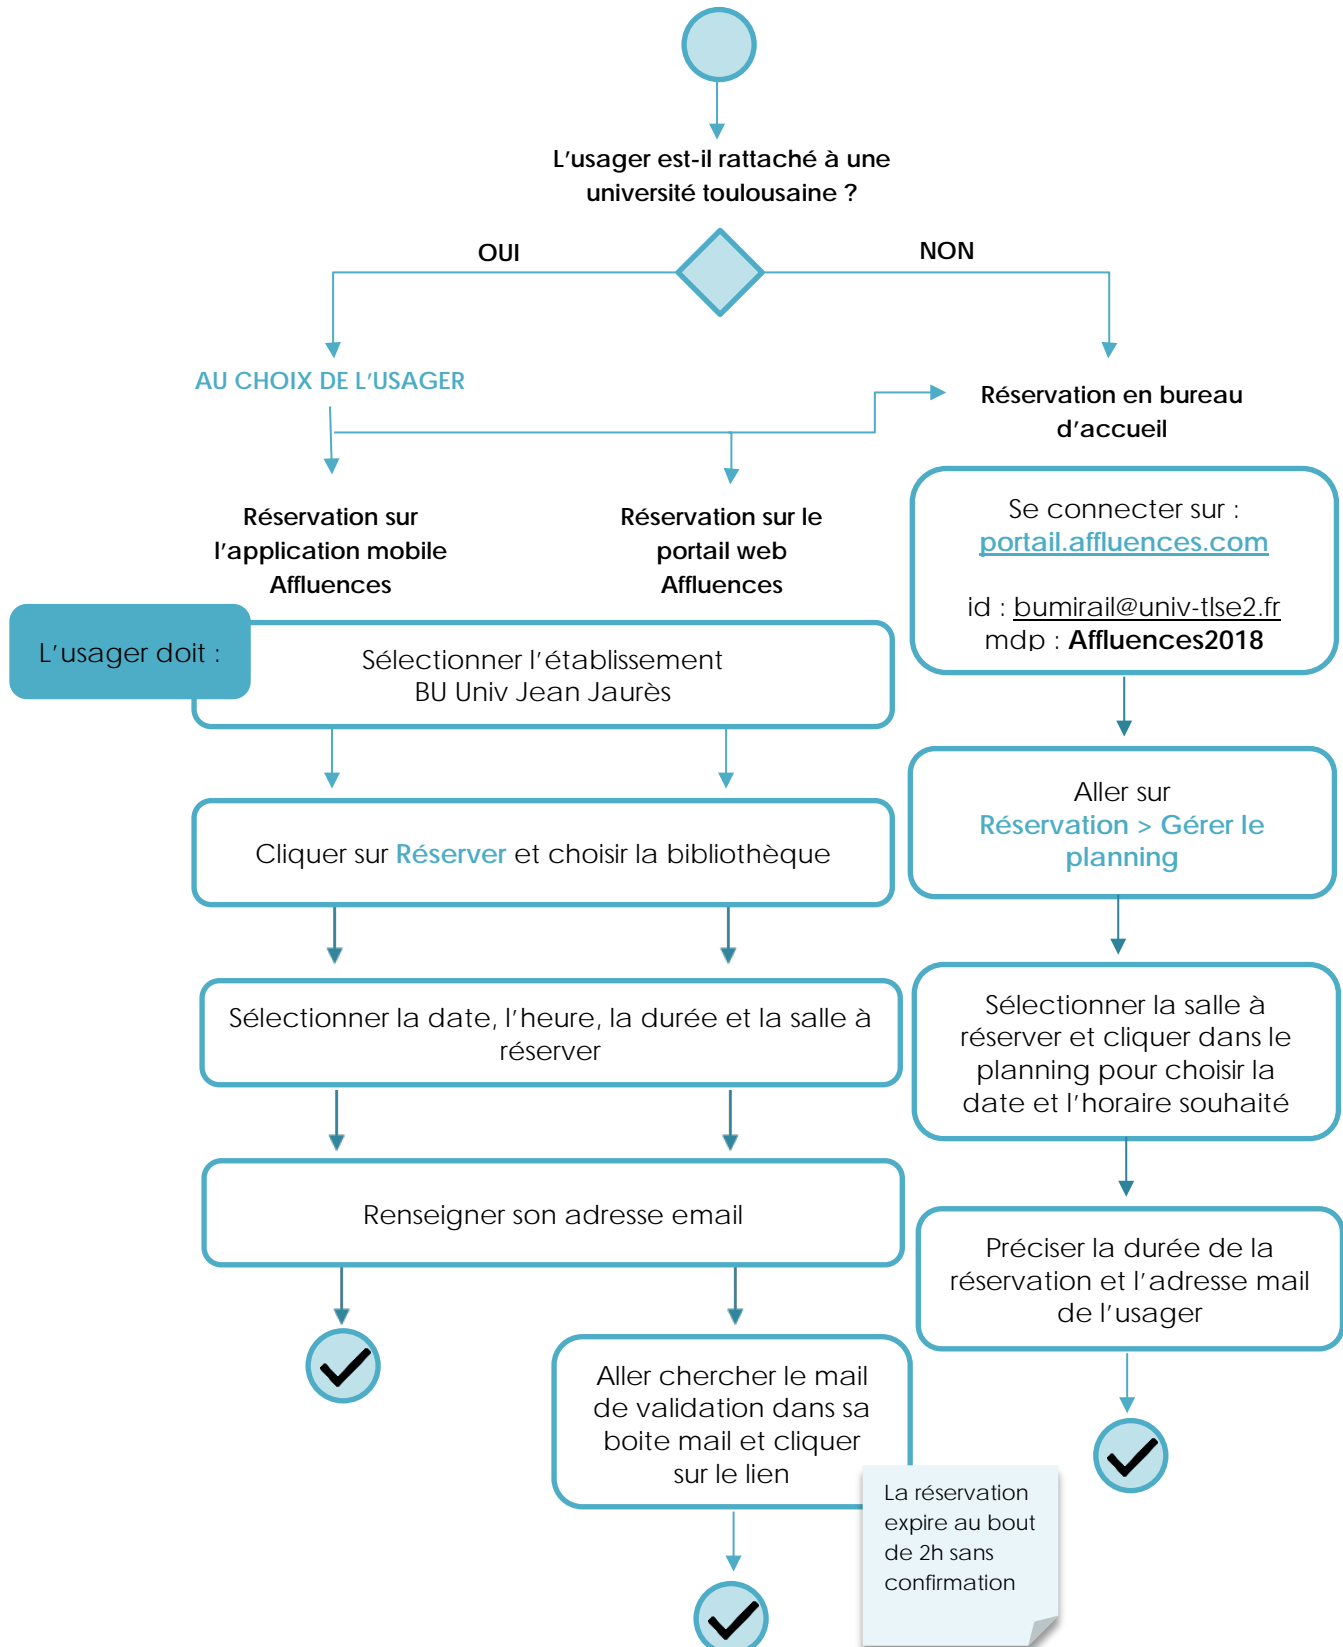 L'usager est-il rattaché à une
université toulousaine ?
OUI
NON
AU CHOIX DE L'USAGER
Réservation sur
l'application mobile
Affluences
Réservation sur le
portail web
Affluences
Réservation en bureau
d'accueil
L'usager doit :
Sélectionner l'établissement
BU Univ Jean Jaurès
Cliquer sur Réserver et choisir la bibliothèque
Sélectionner la date, l'heure, la durée et la salle à
réserver
Renseigner son adresse email
Aller chercher le mail
de validation dans sa
boite mail et cliquer
sur le lien
La réservation
expire au bout
de 2h sans
confirmation
Se connecter sur :
portail.affluences.com
id : bumirail@univ-tlse2.fr
mdp : Affluences2018
Aller sur
Réservation > Gérer le
planning
Sélectionner la salle à
réserver et cliquer dans le
planning pour choisir la
date et l'horaire souhaité
Préciser la durée de la
réservation et l'adresse mail
de l'usager